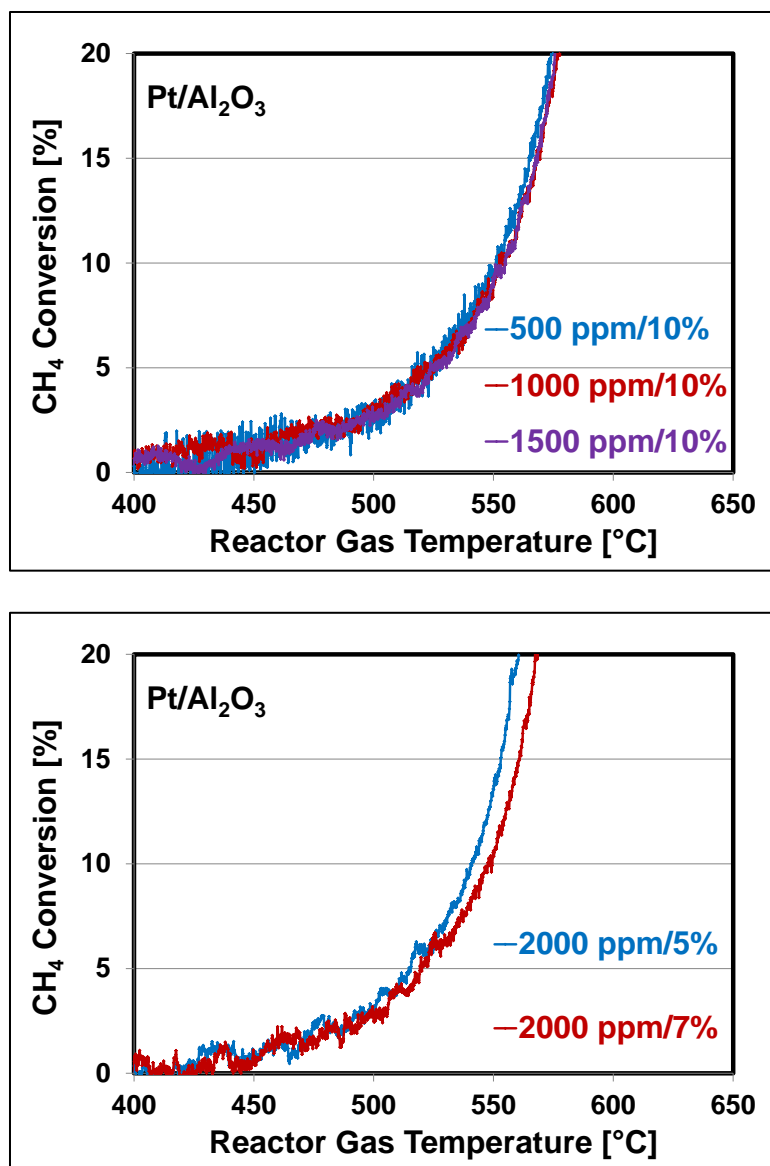 20
Pt/Al₂O₃
15
10
5
0
CH₄ Conversion [%]
500 ppm/10%
1000 ppm/10%
1500 ppm/10%
400 450 500 550 600 650
Reactor Gas Temperature [°C]
20
Pt/Al₂O₃
15
10
5
0
CH₄ Conversion [%]
2000 ppm/5%
2000 ppm/7%
400 450 500 550 600 650
Reactor Gas Temperature [°C]